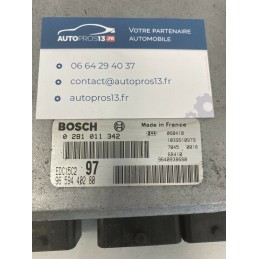 AUTOPROS13.FR
VOTRE PARTENAIRE
AUTOMOBILE
06 64 29 40 37
contact@autopros13.fr
autopros13.fr
BOSCH
Made in France
0 281 011 342
EDC15C2
97
96 594 402 80